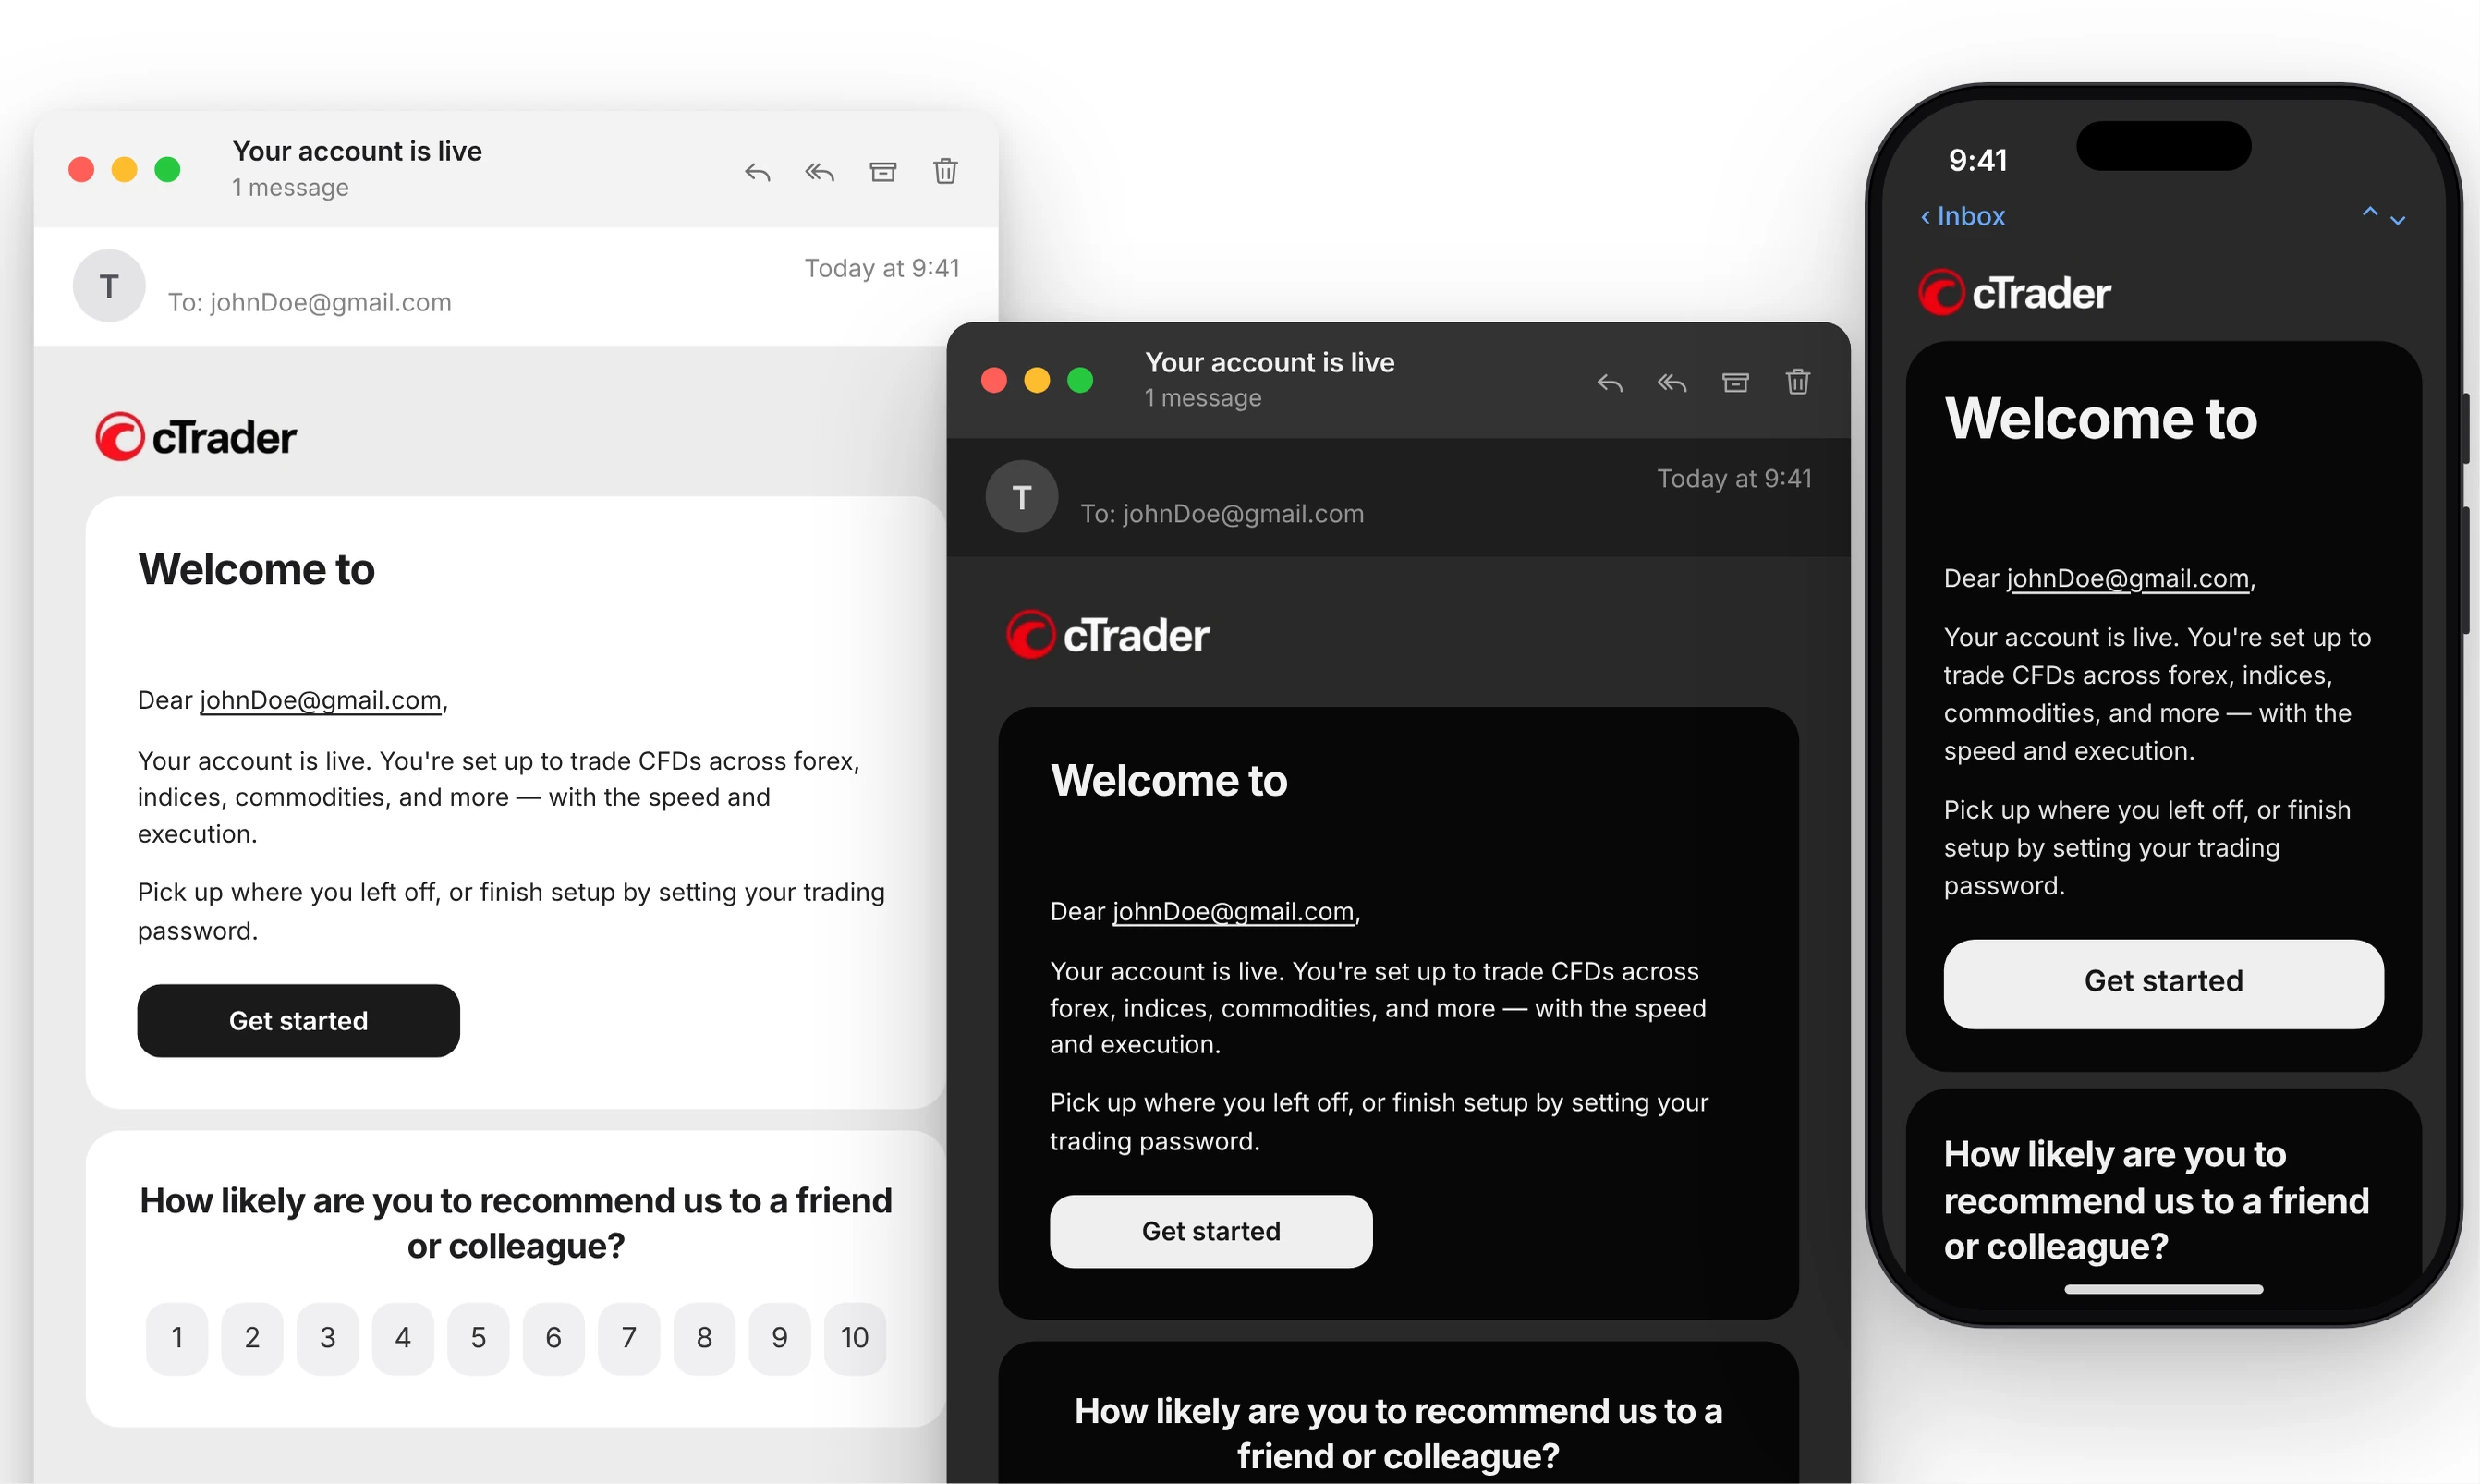 Your account is live
1 message
T
Today at 9:41
To: johnDoe@gmail.com
cTrader
Welcome to
Dear johnDoe@gmail.com,
Your account is live. You're set up to trade CFDs across forex,
indices, commodities, and more — with the speed and
execution.
Pick up where you left off, or finish setup by setting your trading
password.
Get started
How likely are you to recommend us to a friend
or colleague?
1 2 3 4 5 6 7 8 9 10
Your account is live
1 message
T
Today at 9:41
To: johnDoe@gmail.com
cTrader
Welcome to
Dear johnDoe@gmail.com,
Your account is live. You're set up to trade CFDs across
forex, indices, commodities, and more — with the speed
and execution.
Pick up where you left off, or finish setup by setting your
trading password.
Get started
How likely are you to recommend us to a
friend or colleague?
9:41
‹ Inbox
cTrader
Welcome to
Dear johnDoe@gmail.com,
Your account is live. You're set up to
trade CFDs across forex, indices,
commodities, and more — with the
speed and execution.
Pick up where you left off, or finish
setup by setting your trading
password.
Get started
How likely are you to
recommend us to a friend
or colleague?